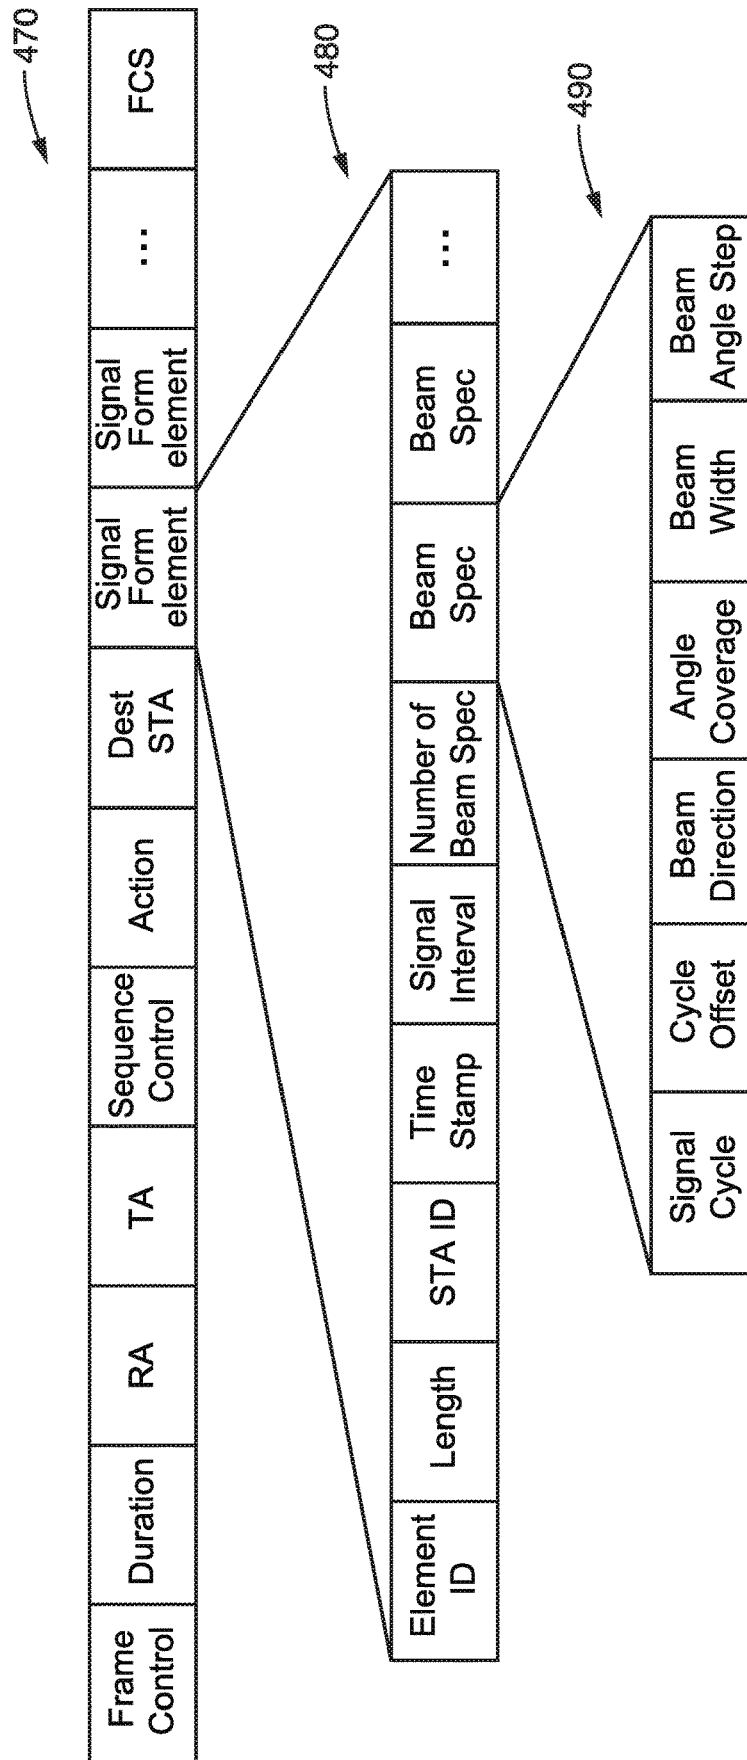 470
Frame
Control
Duration
RA
TA
Sequence
Control
Action
Dest
STA
Signal
Form
element
Signal
Form
element
...
FCS
480
Element
ID
Length
STA ID
Time
Stamp
Signal
Interval
Number of
Beam Spec
Beam
Spec
Beam
Spec
...
490
Signal
Cycle
Cycle
Offset
Beam
Direction
Angle
Coverage
Beam
Width
Beam
Angle Step